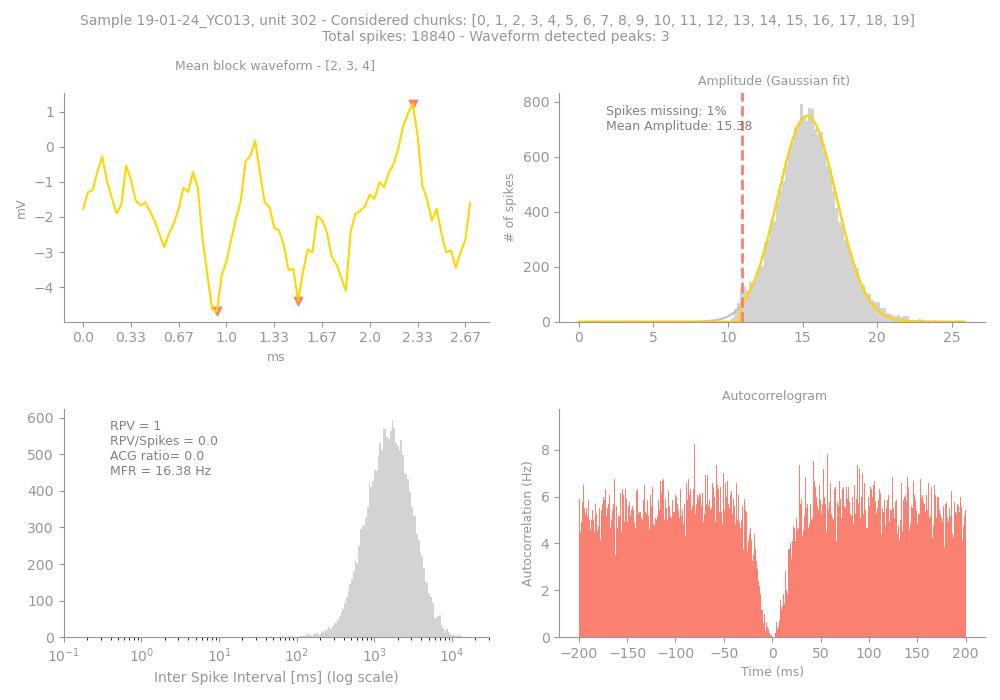 Sample 19-01-24_YC013, unit 302 - Considered chunks: [0, 1, 2, 3, 4, 5, 6, 7, 8, 9, 10, 11, 12, 13, 14, 15, 16, 17, 18, 19]
Total spikes: 18840 - Waveform detected peaks: 3
Mean block waveform - [2, 3, 4]
1
0
−1
−2
−3
−4
mV
0.0 0.33 0.67 1.0 1.33 1.67 2.0 2.33 2.67
ms
Amplitude (Gaussian fit)
Spikes missing: 1%
Mean Amplitude: 15.38
800
600
400
200
0
# of spikes
0 5 10 15 20 25
RPV = 1
RPV/Spikes = 0.0
ACG ratio= 0.0
MFR = 16.38 Hz
600
500
400
300
200
100
0
10⁻¹ 10⁰ 10¹ 10² 10³ 10⁴
Inter Spike Interval [ms] (log scale)
Autocorrelogram
8
6
4
2
0
Autocorrelation (Hz)
−200 −150 −100 −50 0 50 100 150 200
Time (ms)